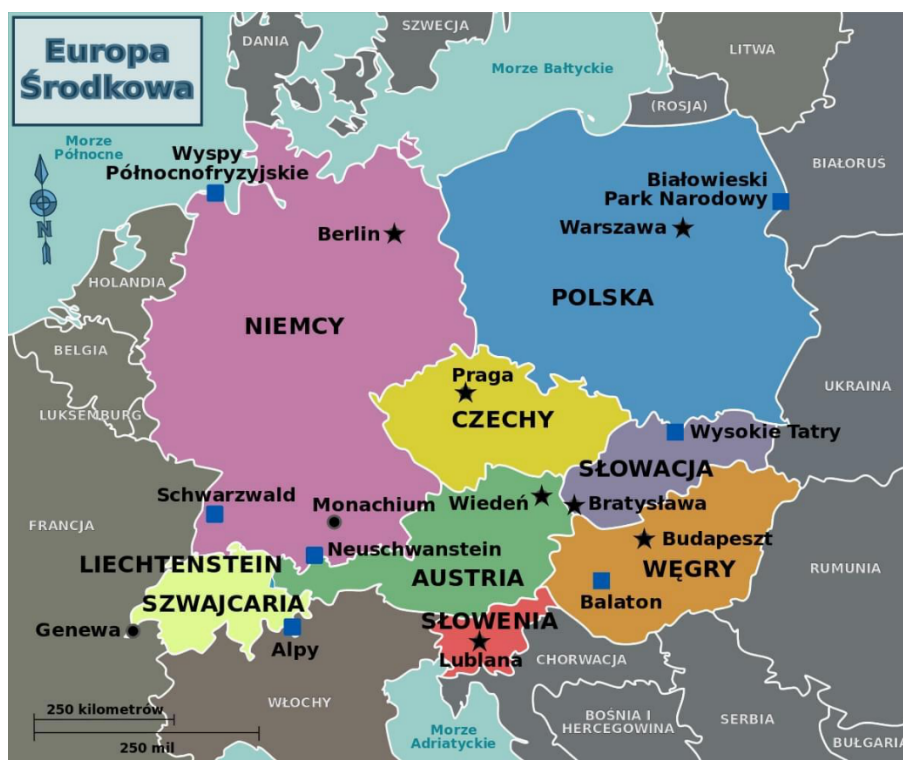 Europa
Środkowa
DANIA
SZWECJA
Morze Bałtyckie
LITWA
(ROSJA)
Morze
Północne
Wyspy
Północnofryzyjskie
BIAŁORUS
Białowieski
Park Narodowy
N
Berlin
Warszawa
HOLANDIA
POLSKA
NIEMCY
BELGIA
Praga
UKRAINA
LUKSEMBURG
CZECHY
Wysokie Tatry
SŁOWACJA
Schwarzwald
Monachium
Wiedeń
Bratysława
FRANCJA
Neuschwanstein
Budapeszt
LIECHTENSTEIN
AUSTRIA
WĘGRY
RUMUNIA
SZWAJCARIA
Balaton
SŁOWENIA
Genewa
Alpy
Lublana
CHORWACJA
WŁOCHY
250 kilometrów
250 mil
Morze
Adriatyckie
BOŚNIA I
HERCEGOWINA
SERBIA
BUŁGARIA